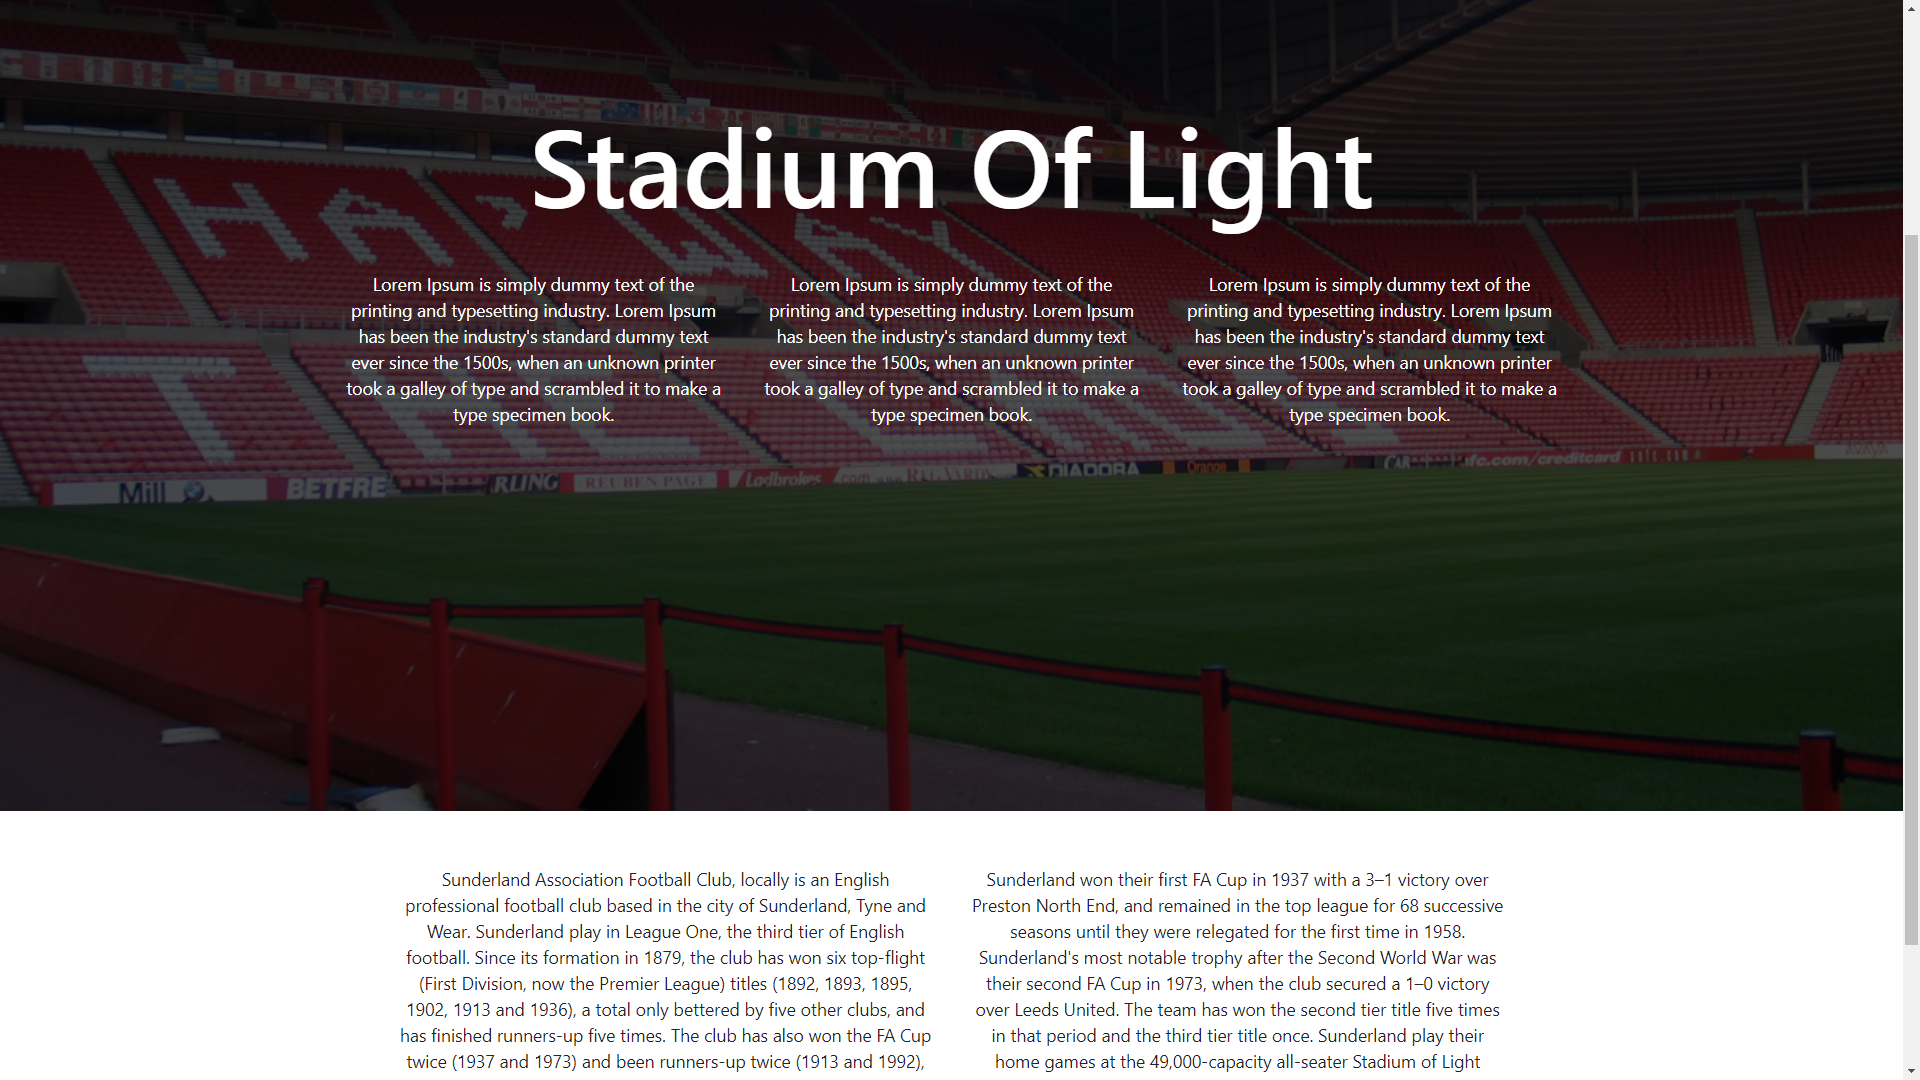 Stadium Of Light
HA' WAY
Lorem Ipsum is simply dummy text of the
printing and typesetting industry. Lorem Ipsum
has been the industry's standard dummy text
ever since the 1500s, when an unknown printer
took a galley of type and scrambled it to make a
type specimen book.
Lorem Ipsum is simply dummy text of the
printing and typesetting industry. Lorem Ipsum
has been the industry's standard dummy text
ever since the 1500s, when an unknown printer
took a galley of type and scrambled it to make a
type specimen book.
Lorem Ipsum is simply dummy text of the
printing and typesetting industry. Lorem Ipsum
has been the industry's standard dummy text
ever since the 1500s, when an unknown printer
took a galley of type and scrambled it to make a
type specimen book.
Mill BETFRE RLING REUBEN PAGE Ladbrokes .com REGARDY DIADORA Orange .com/creditcard
Sunderland Association Football Club, locally is an English
professional football club based in the city of Sunderland, Tyne and
Wear. Sunderland play in League One, the third tier of English
football. Since its formation in 1879, the club has won six top-flight
(First Division, now the Premier League) titles (1892, 1893, 1895,
1902, 1913 and 1936), a total only bettered by five other clubs, and
has finished runners-up five times. The club has also won the FA Cup
twice (1937 and 1973) and been runners-up twice (1913 and 1992),
Sunderland won their first FA Cup in 1937 with a 3–1 victory over
Preston North End, and remained in the top league for 68 successive
seasons until they were relegated for the first time in 1958.
Sunderland's most notable trophy after the Second World War was
their second FA Cup in 1973, when the club secured a 1–0 victory
over Leeds United. The team has won the second tier title five times
in that period and the third tier title once. Sunderland play their
home games at the 49,000-capacity all-seater Stadium of Light